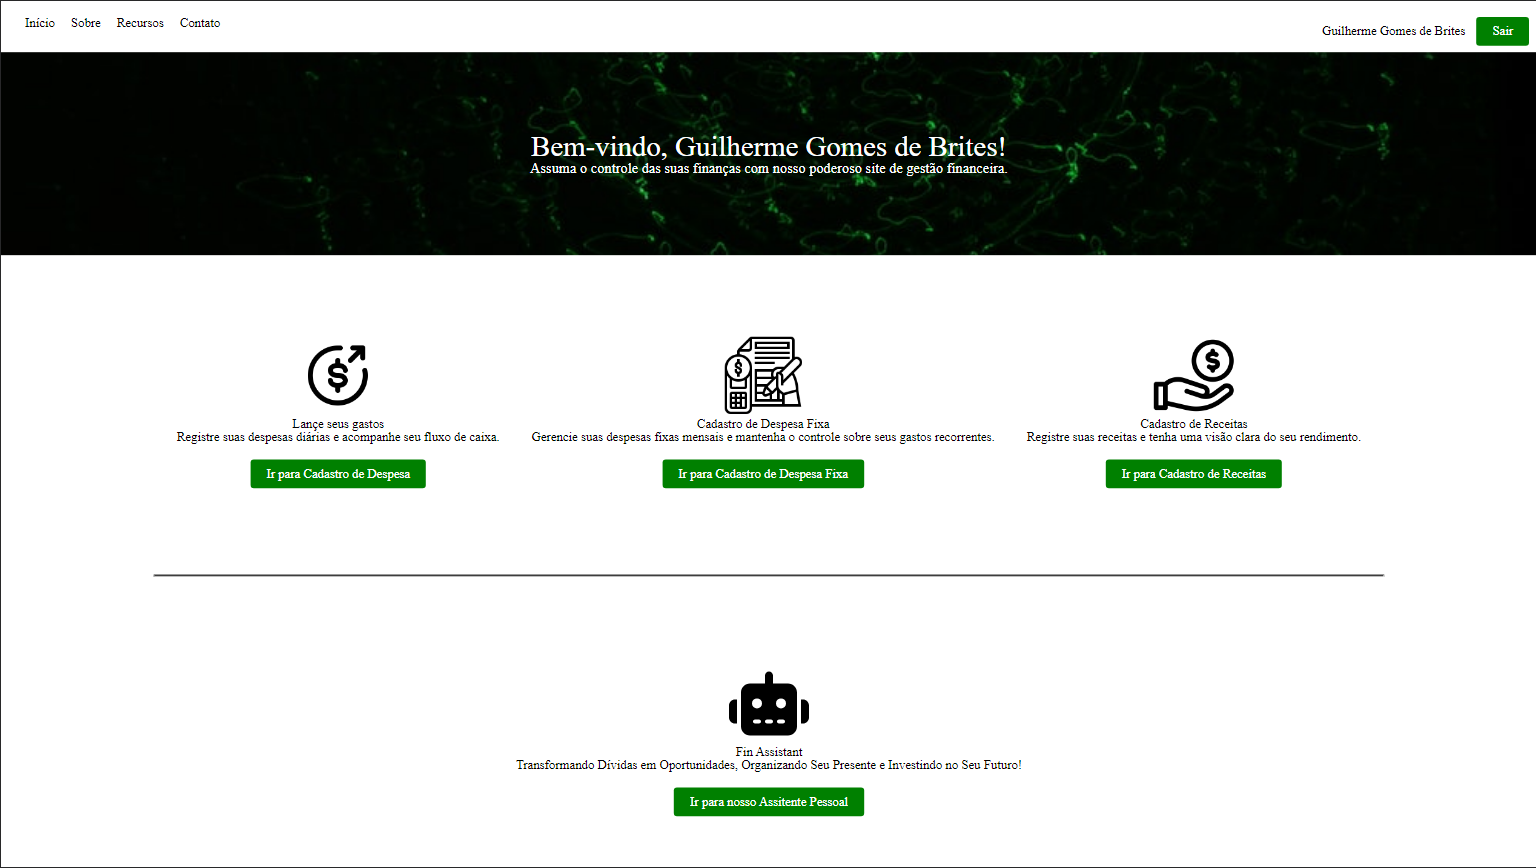 Início Sobre Recursos Contato
Guilherme Gomes de Brites Sair
Bem-vindo, Guilherme Gomes de Brites!
Assuma o controle das suas finanças com nosso poderoso site de gestão financeira.
Lançe seus gastos
Registre suas despesas diárias e acompanhe seu fluxo de caixa.
Ir para Cadastro de Despesa
Cadastro de Despesa Fixa
Gerencie suas despesas fixas mensais e mantenha o controle sobre seus gastos recorrentes.
Ir para Cadastro de Despesa Fixa
Cadastro de Receitas
Registre suas receitas e tenha uma visão clara do seu rendimento.
Ir para Cadastro de Receitas
Fin Assistant
Transformando Dívidas em Oportunidades, Organizando Seu Presente e Investindo no Seu Futuro!
Ir para nosso Assitente Pessoal